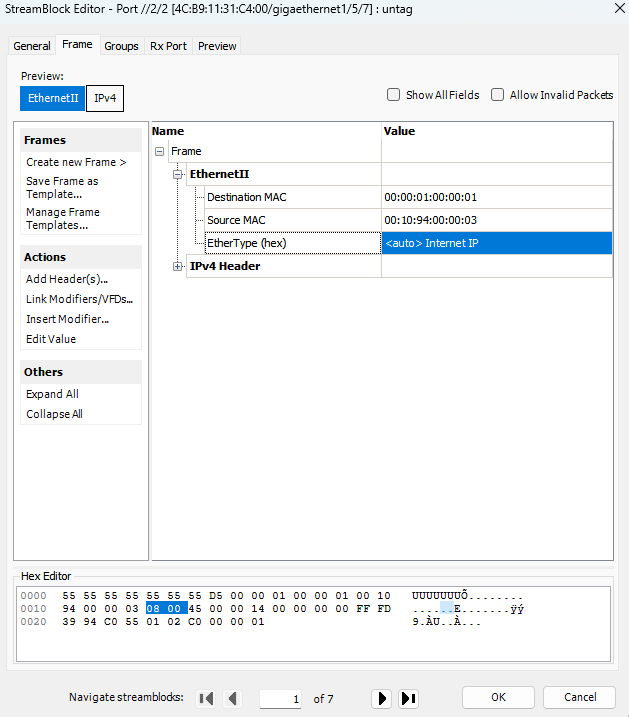 StreamBlock Editor - Port //2/2 [4C:B9:11:31:C4:00/gigaethernet1/5/7] : untag
General Frame Groups Rx Port Preview
Preview:
EthernetII IPv4
Show All Fields Allow Invalid Packets
Frames
Create new Frame >
Save Frame as
Template...
Manage Frame
Templates...
Actions
Add Header(s)...
Link Modifiers/VFDs...
Insert Modifier...
Edit Value
Others
Expand All
Collapse All
Name Value
Frame
EthernetII
Destination MAC 00:00:01:00:00:01
Source MAC 00:10:94:00:00:03
EtherType (hex) <auto> Internet IP
IPv4 Header
Hex Editor
0000 55 55 55 55 55 55 55 D5 00 00 01 00 00 01 00 10 UUUUUUUÕ........
0010 94 00 00 03 08 00 45 00 00 14 00 00 00 00 FF FD ......E.......ÿý
0020 39 94 C0 55 01 02 C0 00 00 01 9.ÀU..À...
Navigate streamblocks: 1 of 7 OK Cancel